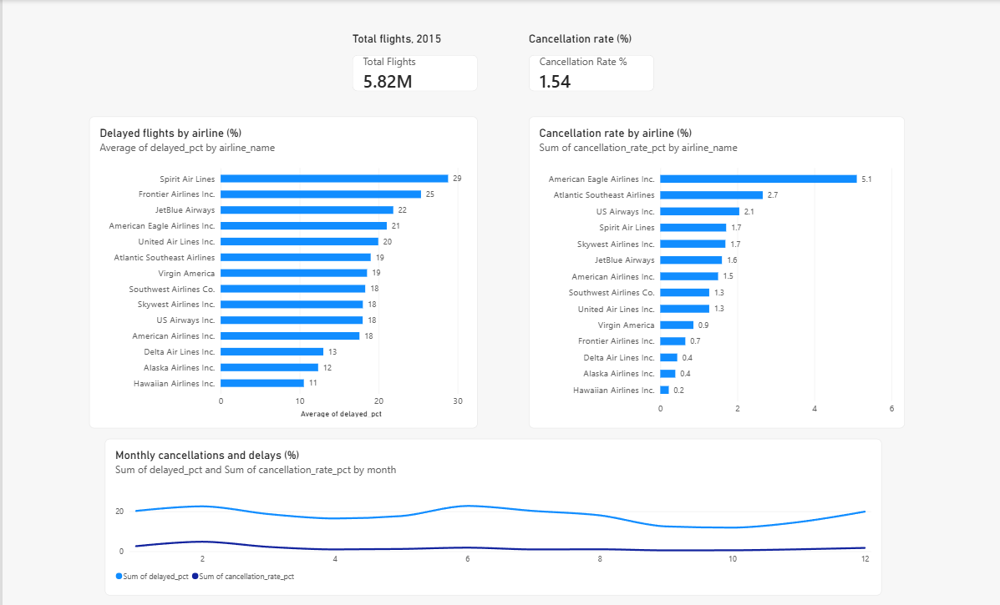 Total flights, 2015
Cancellation rate (%)
Total Flights
5.82M
Cancellation Rate %
1.54
Delayed flights by airline (%)
Average of delayed_pct by airline_name
Spirit Air Lines 29
Frontier Airlines Inc. 25
JetBlue Airways 22
American Eagle Airlines Inc. 21
United Air Lines Inc. 20
Atlantic Southeast Airlines 19
Virgin America 19
Southwest Airlines Co. 18
Skywest Airlines Inc. 18
US Airways Inc. 18
American Airlines Inc. 18
Delta Air Lines Inc. 13
Alaska Airlines Inc. 12
Hawaiian Airlines Inc. 11
0 10 20 30
Average of delayed_pct
Cancellation rate by airline (%)
Sum of cancellation_rate_pct by airline_name
American Eagle Airlines Inc. 5.1
Atlantic Southeast Airlines 2.7
US Airways Inc. 2.1
Spirit Air Lines 1.7
Skywest Airlines Inc. 1.7
JetBlue Airways 1.6
American Airlines Inc. 1.5
Southwest Airlines Co. 1.3
United Air Lines Inc. 1.3
Virgin America 0.9
Frontier Airlines Inc. 0.7
Delta Air Lines Inc. 0.4
Alaska Airlines Inc. 0.4
Hawaiian Airlines Inc. 0.2
0 2 4 6
Monthly cancellations and delays (%)
Sum of delayed_pct and Sum of cancellation_rate_pct by month
20
0
2 4 6 8 10 12
Sum of delayed_pct Sum of cancellation_rate_pct